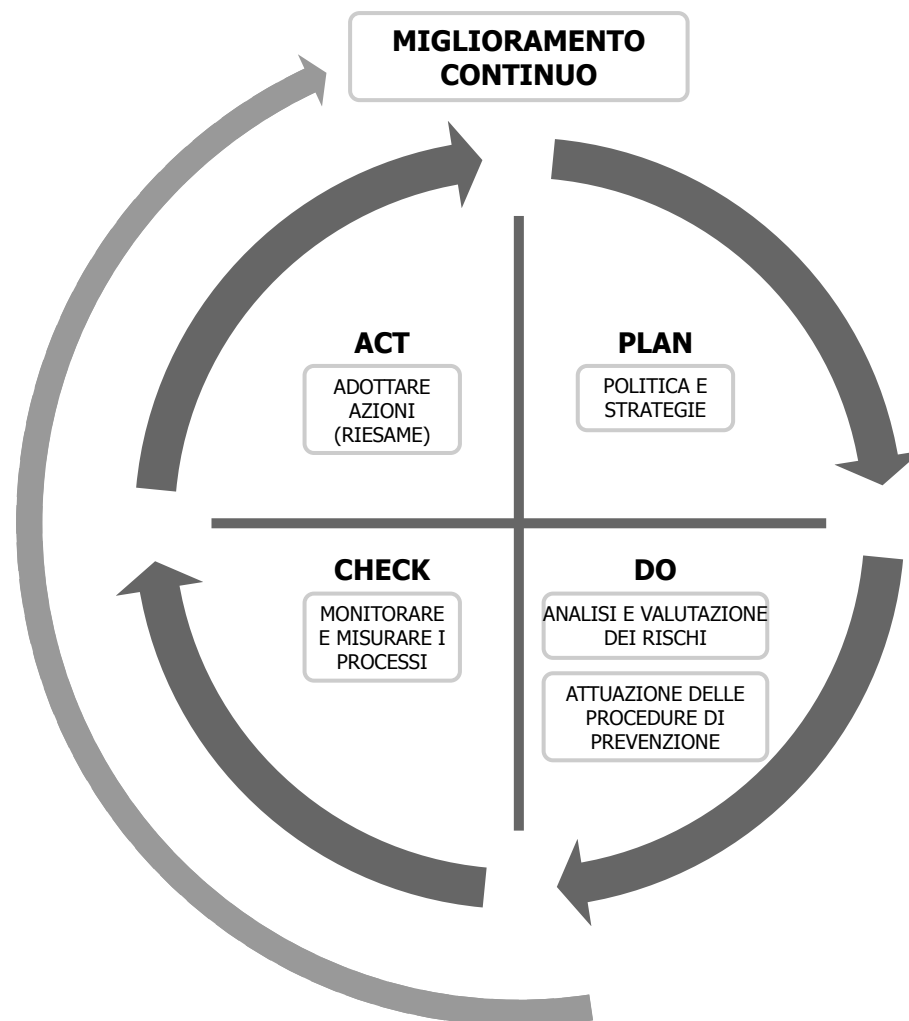 MIGLIORAMENTO
CONTINUO
ACT
ADOTTARE
AZIONI
(RIESAME)
PLAN
POLITICA E
STRATEGIE
CHECK
MONITORARE
E MISURARE I
PROCESSI
DO
ANALISI E VALUTAZIONE
DEI RISCHI
ATTUAZIONE DELLE
PROCEDURE DI
PREVENZIONE